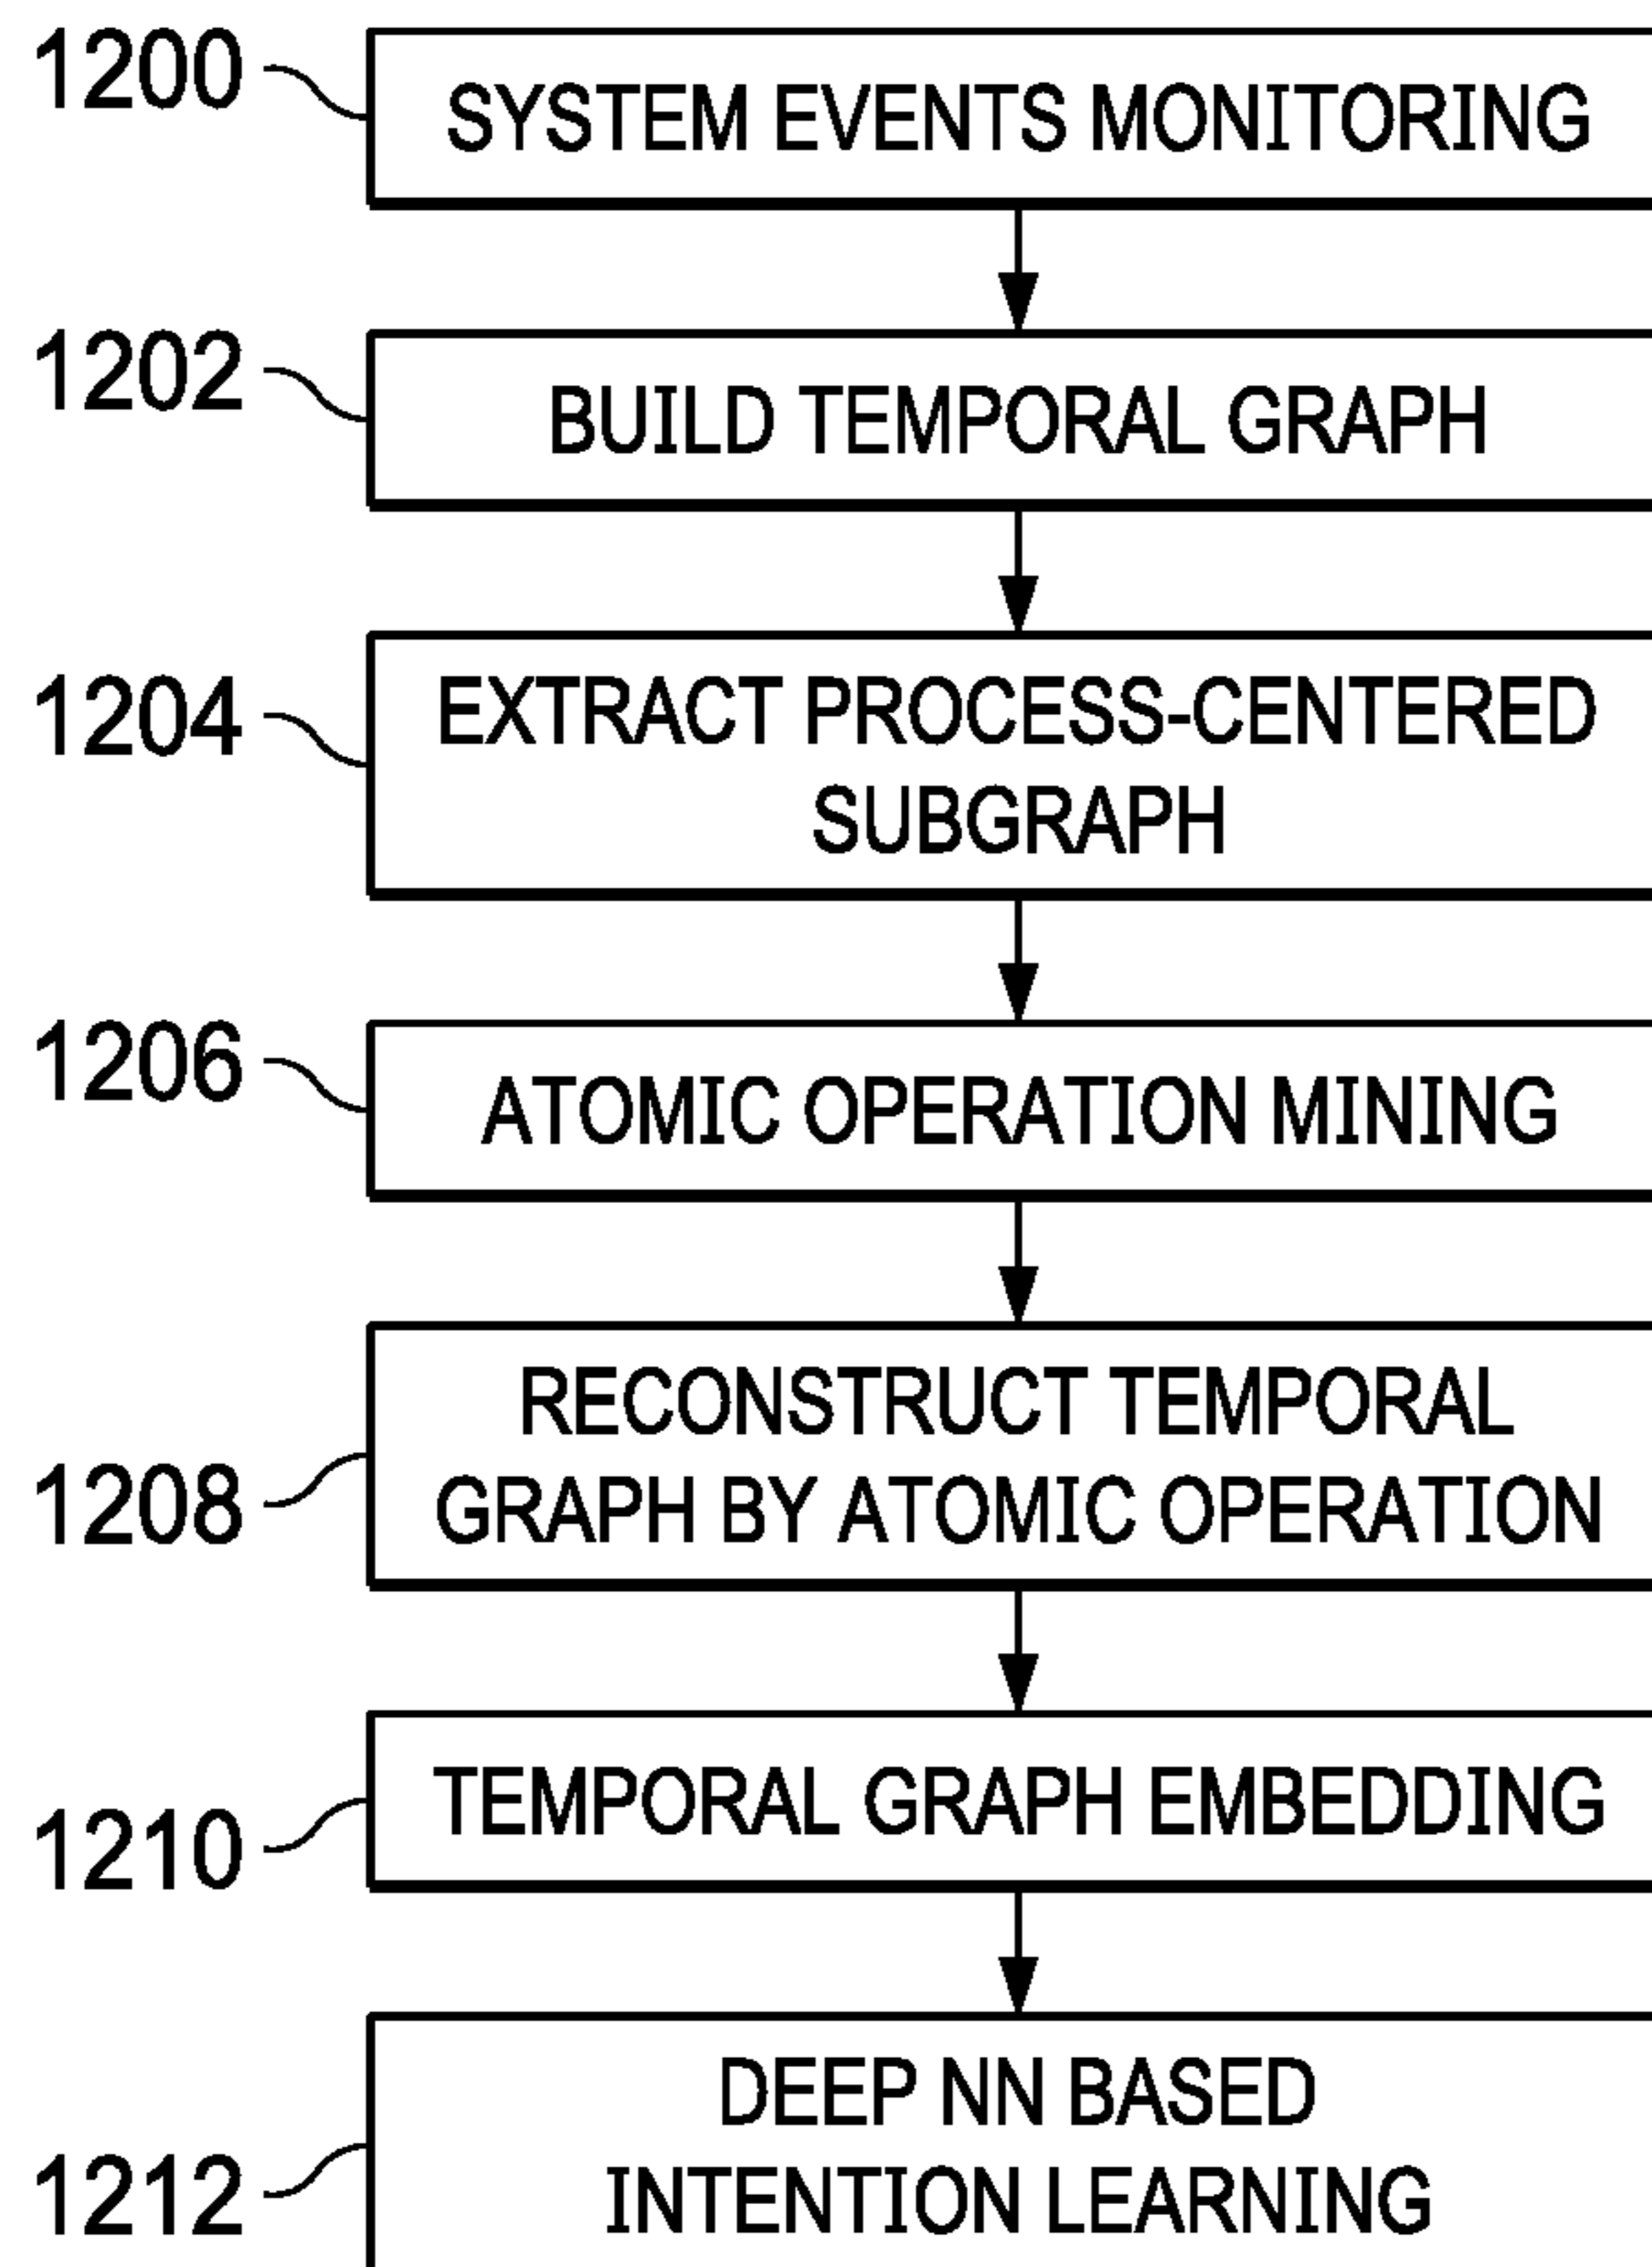 1200
SYSTEM EVENTS MONITORING
1202
BUILD TEMPORAL GRAPH
1204
EXTRACT PROCESS-CENTERED
SUBGRAPH
1206
ATOMIC OPERATION MINING
1208
RECONSTRUCT TEMPORAL
GRAPH BY ATOMIC OPERATION
1210
TEMPORAL GRAPH EMBEDDING
1212
DEEP NN BASED
INTENTION LEARNING